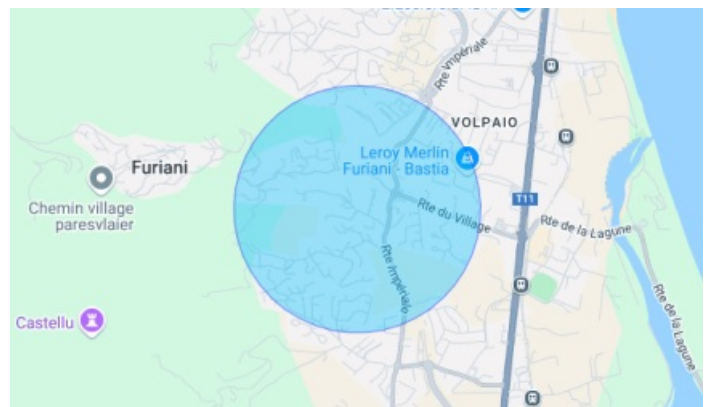 Rte Impériale
VOLPAIO
Leroy Merlin
Furiani - Bastia
Furiani
Chemin village
paresvlaier
T11
Rte du Village
Rte de la Lagune
Rte Impériale
Rte de la Lagune
Castellu